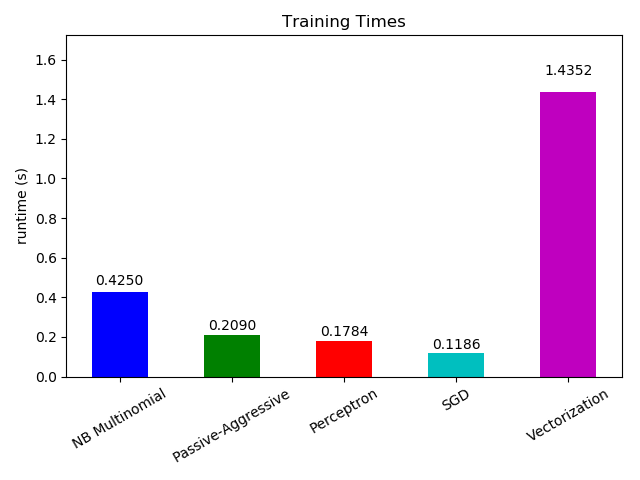 Training Times
runtime (s)
1.6
1.4
1.2
1.0
0.8
0.6
0.4
0.2
0.0
0.4250
0.2090
0.1784
0.1186
1.4352
NB Multinomial
Passive-Aggressive
Perceptron
SGD
Vectorization